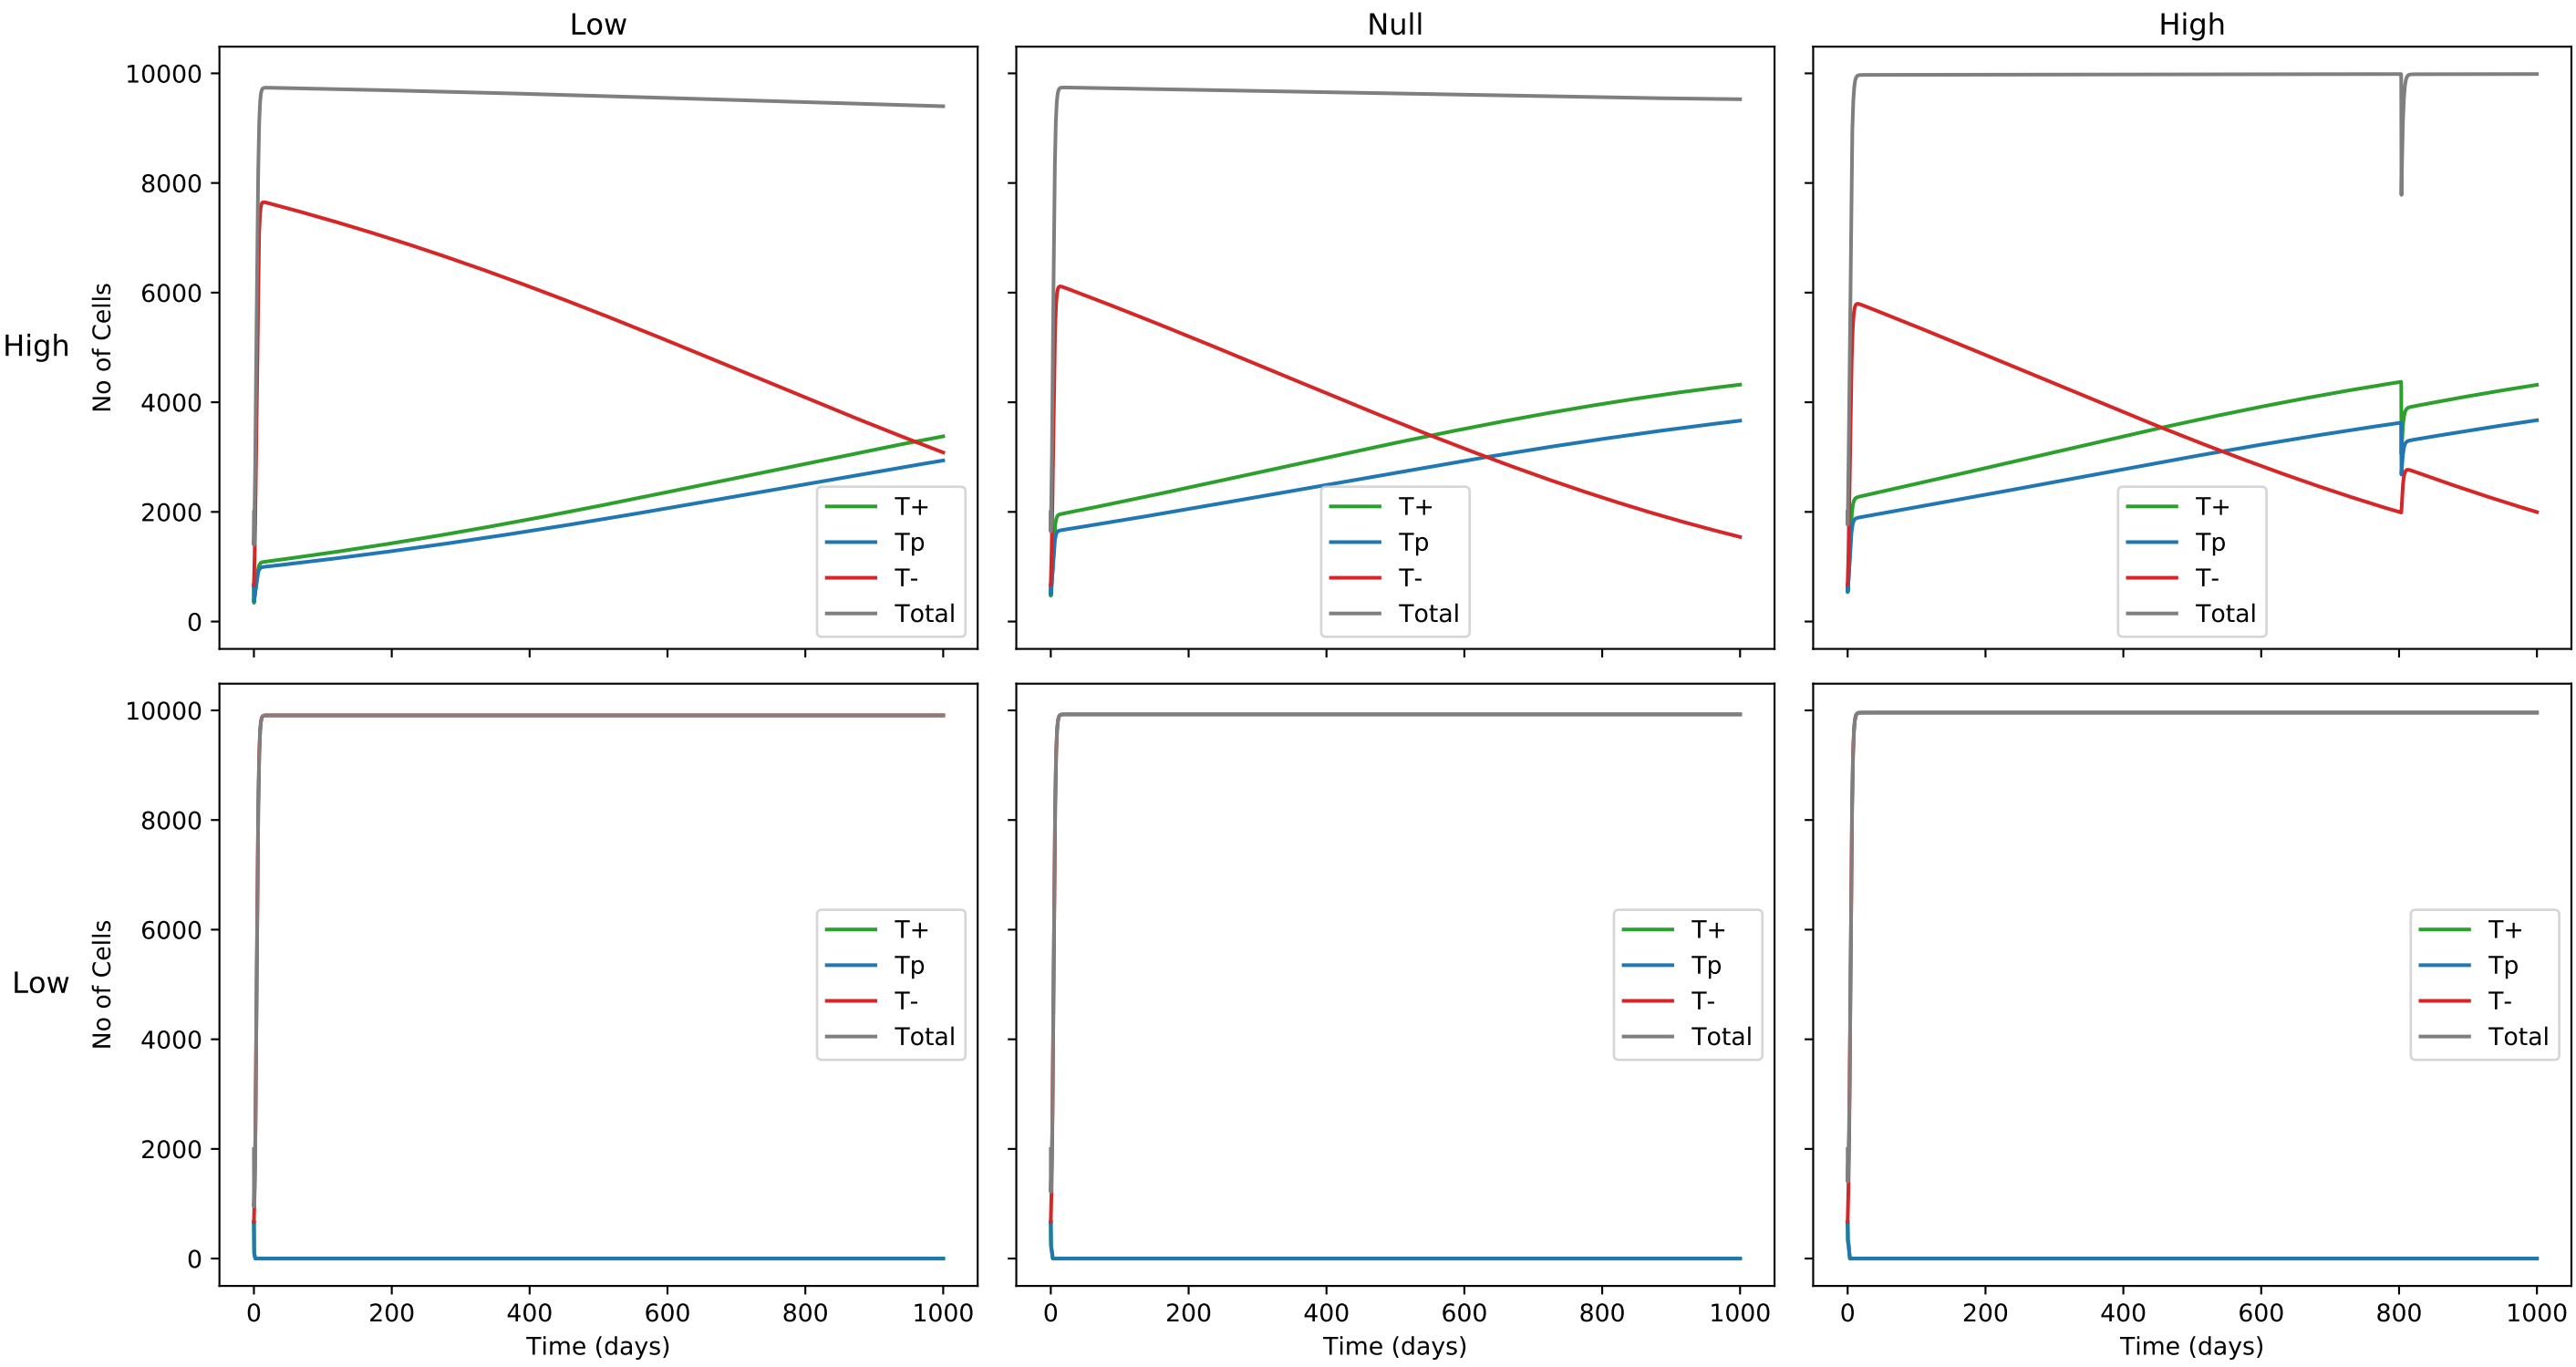 Low
Null
High
High
No of Cells
10000
8000
6000
4000
2000
0
T+
Tp
T-
Total
T+
Tp
T-
Total
T+
Tp
T-
Total
Low
No of Cells
10000
8000
6000
4000
2000
0
T+
Tp
T-
Total
T+
Tp
T-
Total
T+
Tp
T-
Total
0 200 400 600 800 1000
0 200 400 600 800 1000
0 200 400 600 800 1000
Time (days)
Time (days)
Time (days)